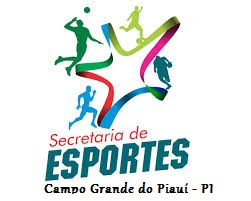 Secretaria de
ESPORTES
Campo Grande do Piauí - PI